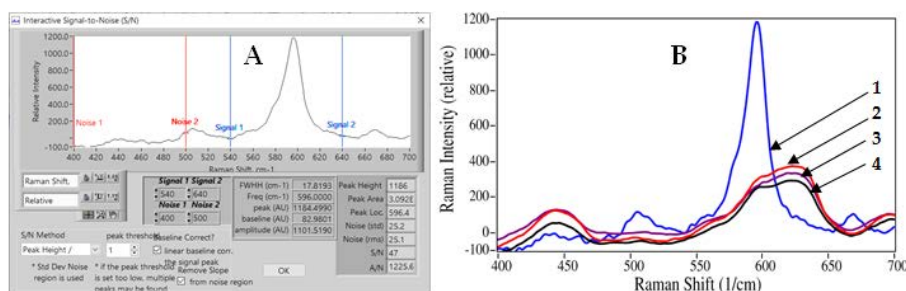 Interactive Signal-to-Noise (S/N)
A
Relative Intensity
1200.0
1000.0
800.0
600.0
400.0
200.0
-100.0
Noise 1
Noise 2
Signal 1
Signal 2
400 420 440 460 480 500 520 540 560 580 600 620 640 660 680 700
Raman Shift, cm-1
Raman Shift,
Relative
Signal 1 Signal 2
540 640
Noise 1 Noise 2
400 500
FWHH (cm-1) 17.8193
Freq (cm-1) 596.0000
peak (AU) 1184.4990
baseline (AU) 82.9801
amplitude (AU) 1101.5190
Peak Height 1186
Peak Area 3.092E
Peak Loc. 596.4
Noise (std) 25.2
Noise (rms) 25.1
S/N 47
A/N 1225.6
S/N Method
Peak Height /
peak threshold
1
Baseline Correct?
linear baseline corr.
the signal peak
Remove Slope
from noise region
OK
* Std Dev Noise
region is used
* if the peak threshold
is set too low, multiple
peaks may be found
B
Raman Intensity (relative)
1200
1000
800
600
400
200
-100
1
2
3
4
400 450 500 550 600 650 700
Raman Shift (1/cm)